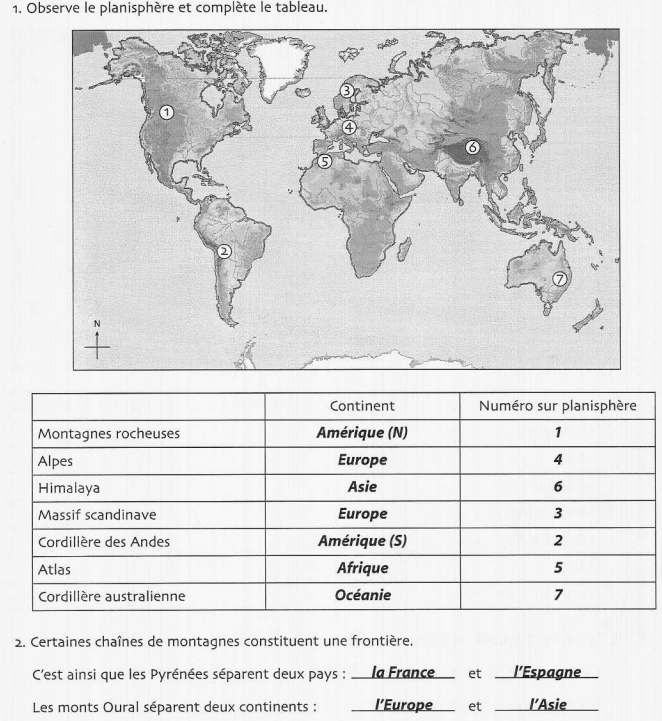 1. Observe le planisphère et complète le tableau.
1
2
3
4
5
6
7
N
Continent Numéro sur planisphère
Montagnes rocheuses Amérique (N) 1
Alpes Europe 4
Himalaya Asie 6
Massif scandinave Europe 3
Cordillère des Andes Amérique (S) 2
Atlas Afrique 5
Cordillère australienne Océanie 7
2. Certaines chaînes de montagnes constituent une frontière.
C'est ainsi que les Pyrénées séparent deux pays : la France et l'Espagne
Les monts Oural séparent deux continents : l'Europe et l'Asie